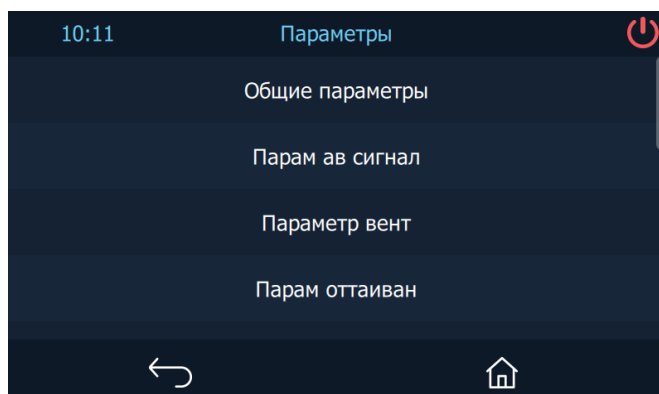 10:11 Параметры
Общие параметры
Парам ав сигнал
Параметр вент
Парам оттаиван